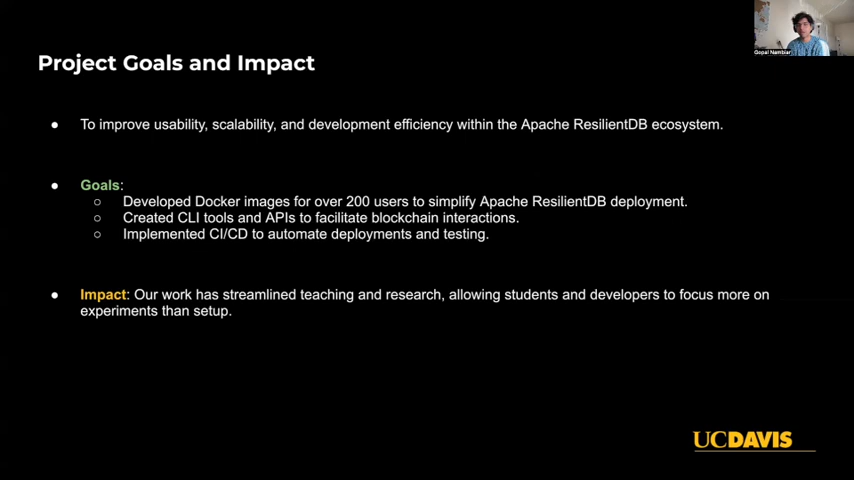 Gopal Nambiar
Project Goals and Impact
● To improve usability, scalability, and development efficiency within the Apache ResilientDB ecosystem.
● Goals:
○ Developed Docker images for over 200 users to simplify Apache ResilientDB deployment.
○ Created CLI tools and APIs to facilitate blockchain interactions.
○ Implemented CI/CD to automate deployments and testing.
● Impact: Our work has streamlined teaching and research, allowing students and developers to focus more on
experiments than setup.
UCDAVIS